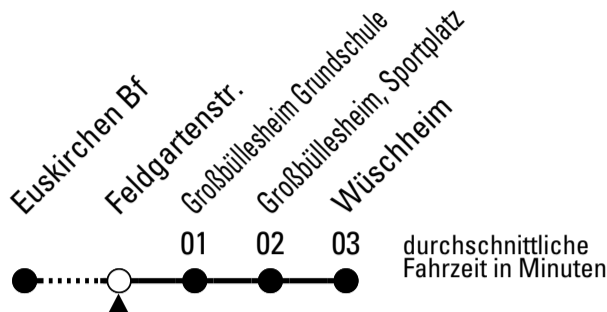 Euskirchen Bf
Feldgartenstr.
Großbüllesheim Grundschule
Großbüllesheim, Sportplatz
Wüschheim
01 02 03
durchschnittliche
Fahrzeit in Minuten